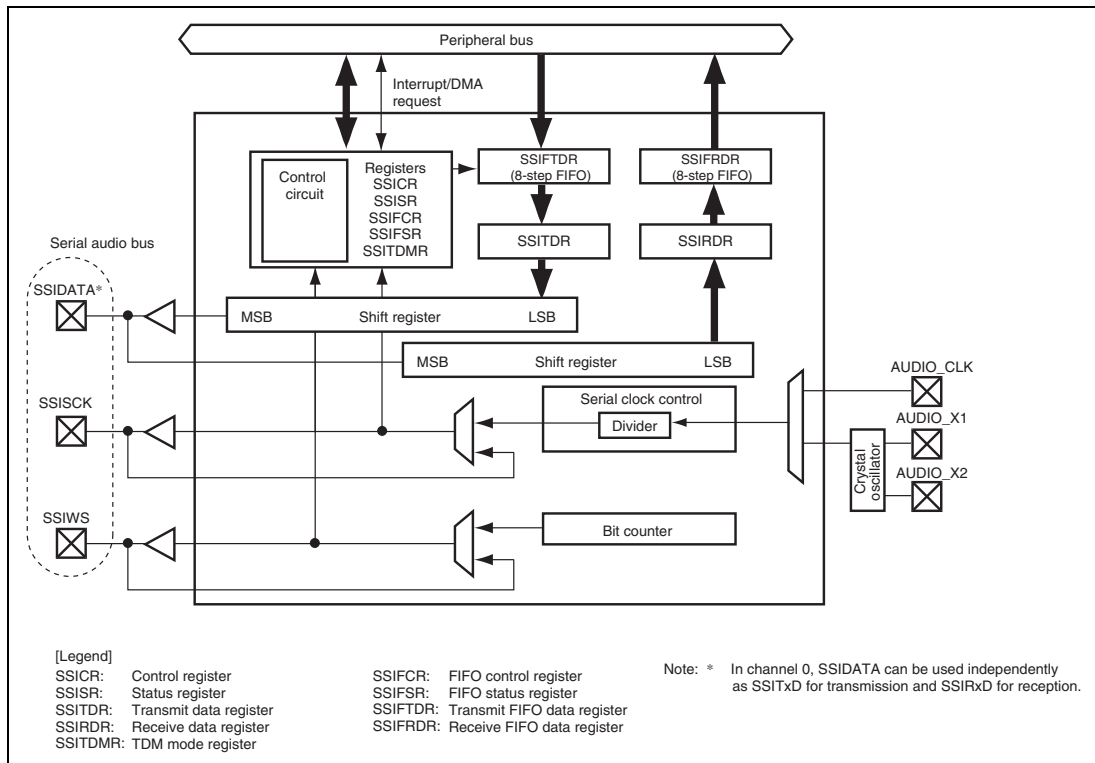 Peripheral bus
Interrupt/DMA
request
Control
circuit
Registers
SSICR
SSISR
SSIFCR
SSIFSR
SSITDMR
SSIFTDR
(8-step FIFO)
SSIFRDR
(8-step FIFO)
SSITDR
SSIRDR
Serial audio bus
SSIDATA*
MSB Shift register LSB
MSB Shift register LSB
SSISCK
Serial clock control
Divider
AUDIO_CLK
AUDIO_X1
AUDIO_X2
Crystal
oscillator
SSIWS
Bit counter
[Legend]
SSICR: Control register
SSISR: Status register
SSITDR: Transmit data register
SSIRDR: Receive data register
SSITDMR: TDM mode register
SSIFCR: FIFO control register
SSIFSR: FIFO status register
SSIFTDR: Transmit FIFO data register
SSIFRDR: Receive FIFO data register
Note: * In channel 0, SSIDATA can be used independently
as SSITxD for transmission and SSIRxD for reception.